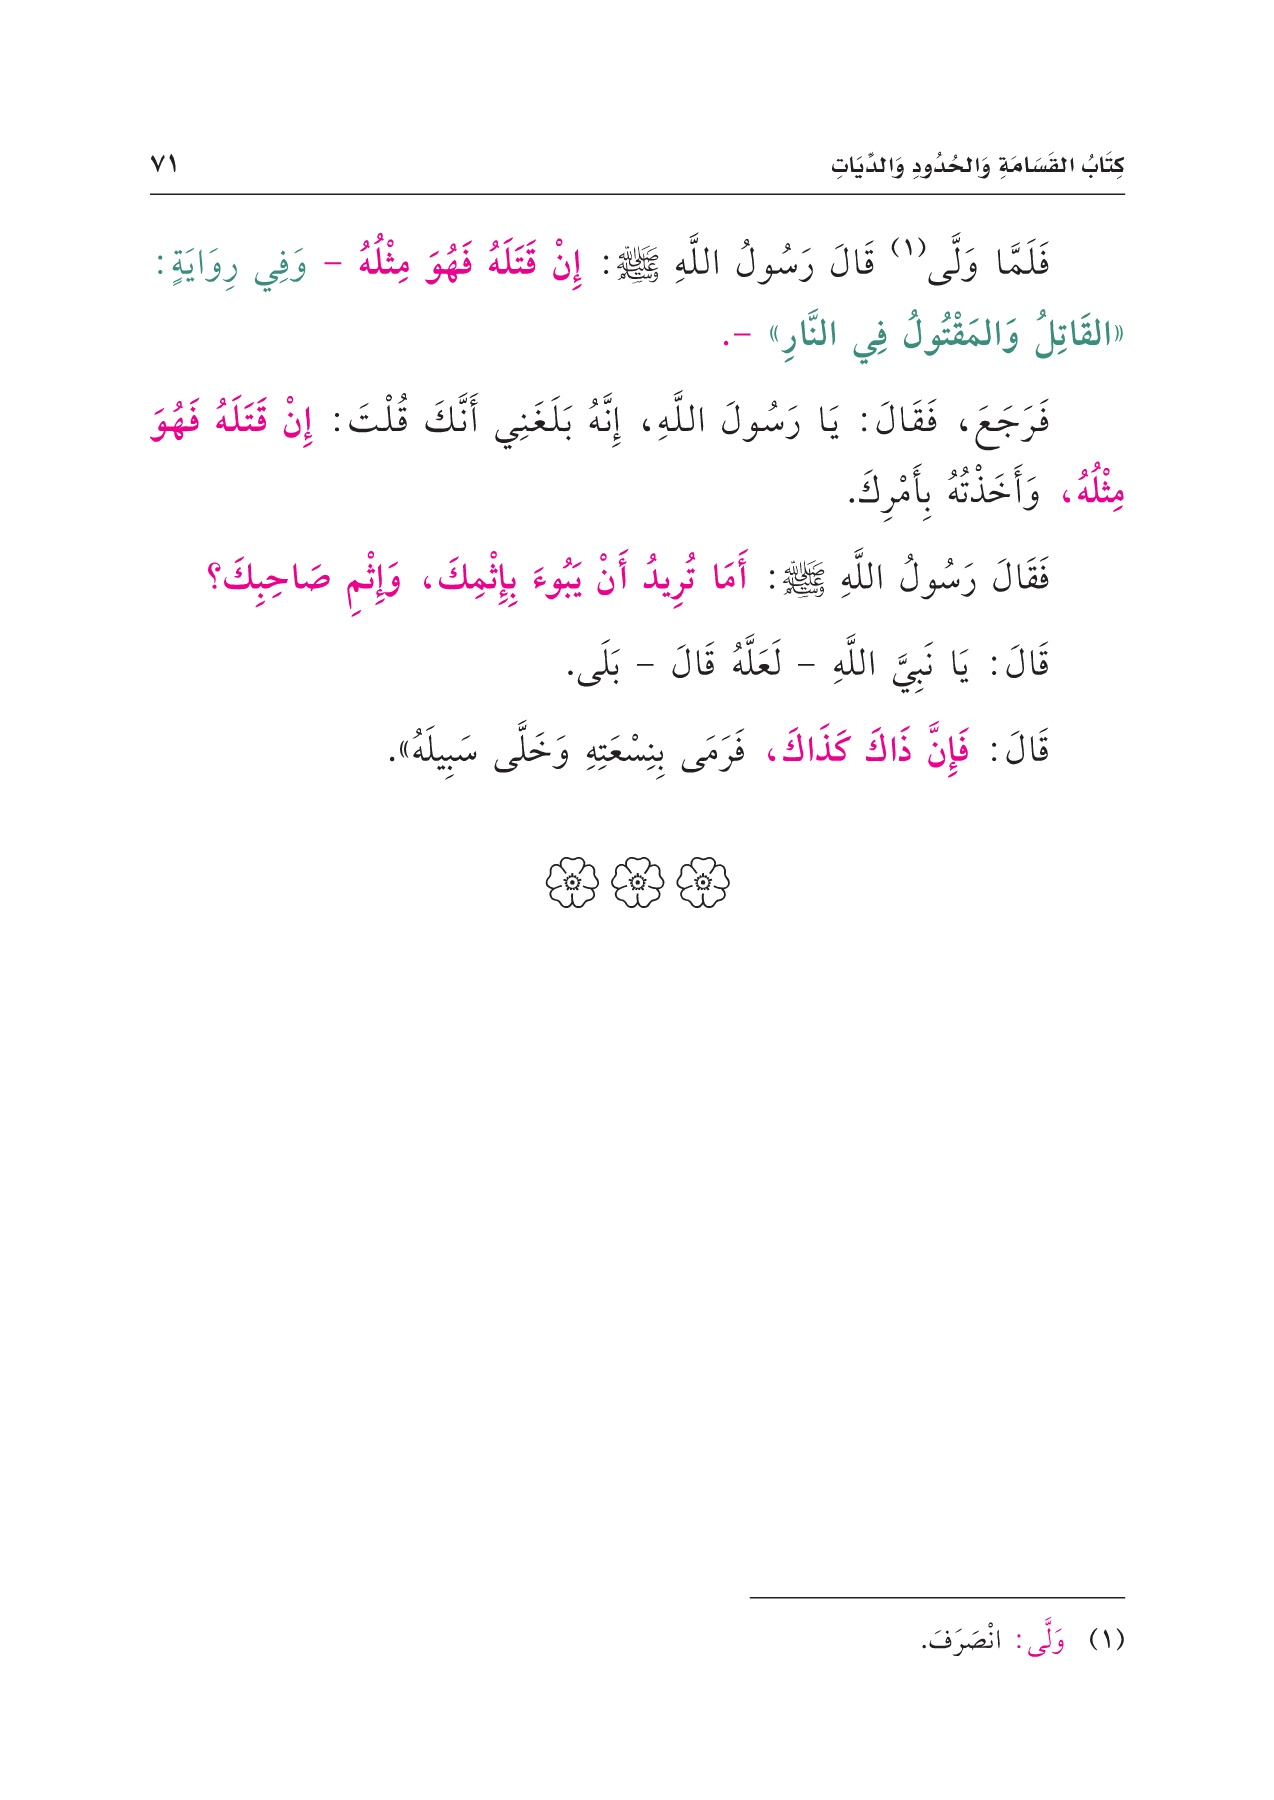 كِتَابُ القَسَامَةِ وَالحُدُودِ وَالدِّيَاتِ ٧١
فَلَمَّا وَلَّى(١) قَالَ رَسُولُ اللَّهِ ﷺ: إِنْ قَتَلَهُ فَهُوَ مِثْلُهُ – وَفِي رِوَايَةٍ:
«القَاتِلُ وَالمَقْتُولُ فِي النَّارِ» –.
فَرَجَعَ، فَقَالَ: يَا رَسُولَ اللَّهِ، إِنَّهُ بَلَغَنِي أَنَّكَ قُلْتَ: إِنْ قَتَلَهُ فَهُوَ
مِثْلُهُ، وَأَخَذْتُهُ بِأَمْرِكَ.
فَقَالَ رَسُولُ اللَّهِ ﷺ: أَمَا تُرِيدُ أَنْ يَبُوءَ بِإِثْمِكَ، وَإِثْمِ صَاحِبِكَ؟
قَالَ: يَا نَبِيَّ اللَّهِ – لَعَلَّهُ قَالَ – بَلَى.
قَالَ: فَإِنَّ ذَاكَ كَذَاكَ، فَرَمَى بِنِسْعَتِهِ وَخَلَّى سَبِيلَهُ».
(١) وَلَّى: انْصَرَفَ.